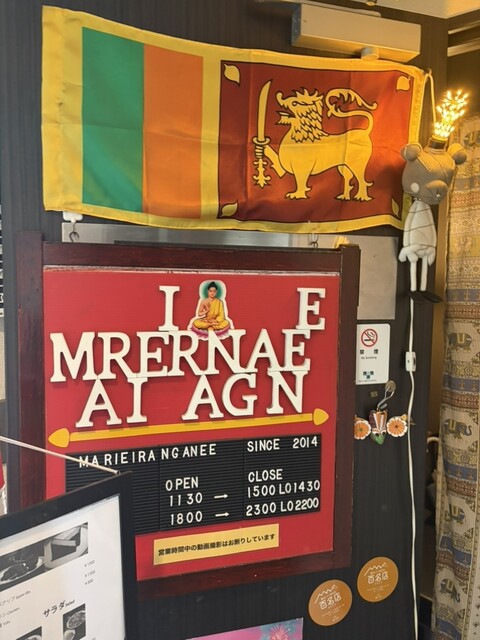 I E
MRERNAE
AI AGN
MARIEIRANGANEE SINCE 2014
OPEN CLOSE
1130 → 1500 LO1430
1800 → 2300 LO2200
営業時間中の動画撮影はお断りしています
禁煙
No Smoking
サラダ
百名店
百名店